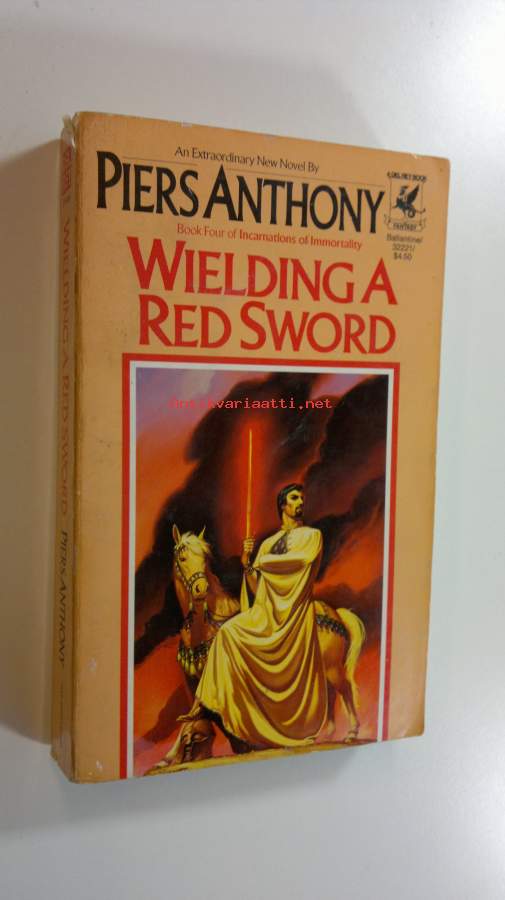 An Extraordinary New Novel By
PIERS ANTHONY
Book Four of Incarnations of Immortality
WIELDING A
RED SWORD
A DEL REY BOOK
FANTASY
Ballantine/
32221/
$4.50
antikvariaatti.net
WIELDING A RED SWORD PIERS ANTHONY